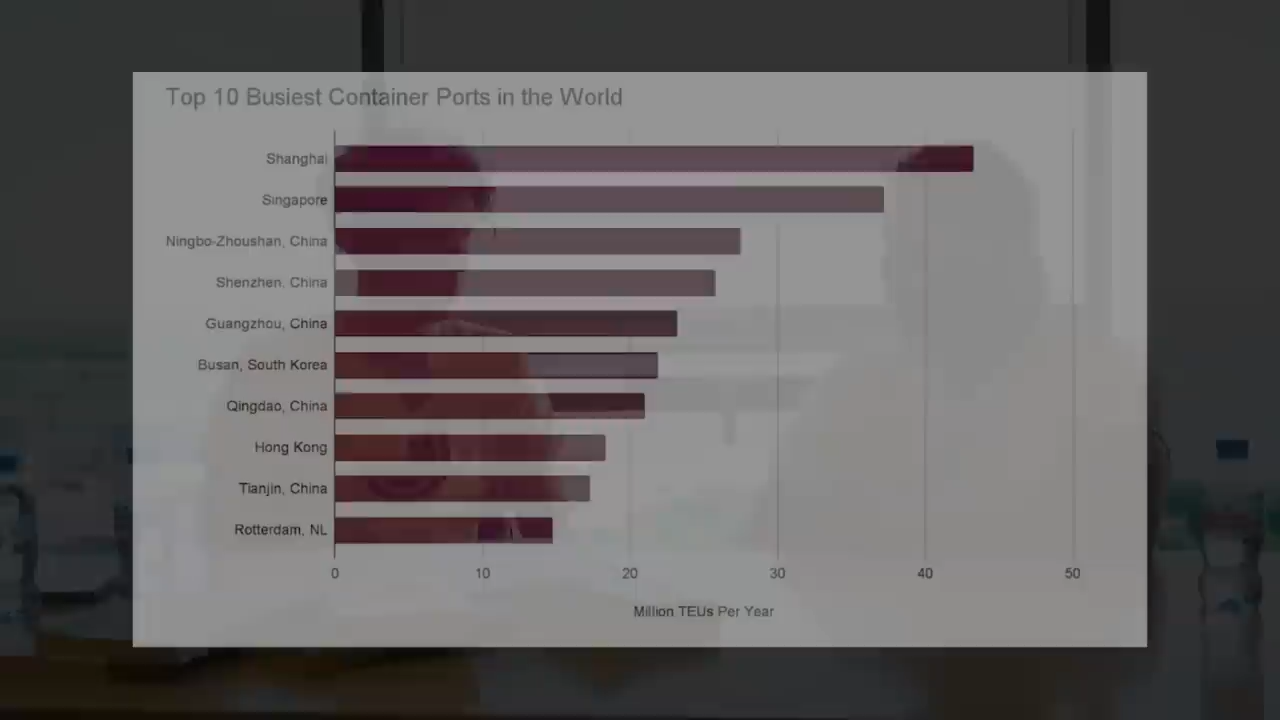 Top 10 Busiest Container Ports in the World
Shanghai
Singapore
Ningbo-Zhoushan, China
Shenzhen, China
Guangzhou, China
Busan, South Korea
Qingdao, China
Hong Kong
Tianjin, China
Rotterdam, NL
0 10 20 30 40 50
Million TEUs Per Year